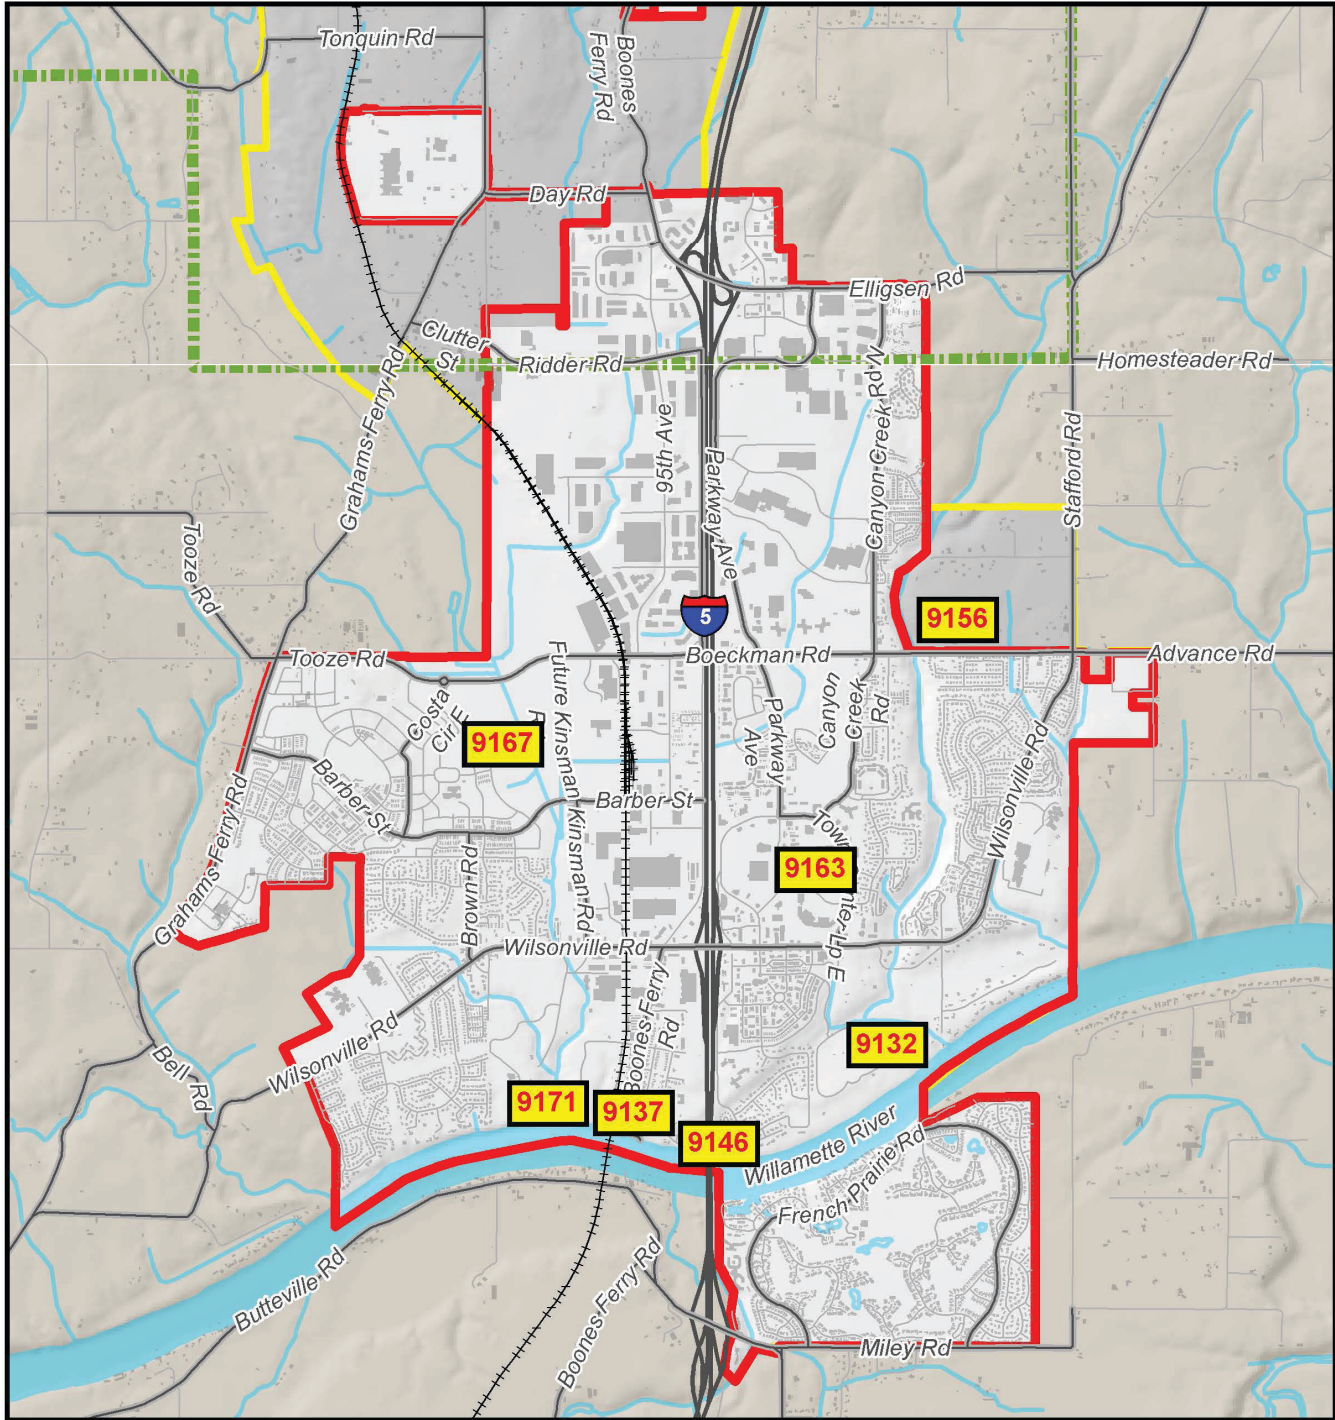 Tonquin Rd
Boones
Ferry Rd
Day Rd
Elligsen Rd
Clutter
St
Ridder Rd
Homesteader Rd
Grahams Ferry Rd
95th Ave
Parkway Ave
Canyon Creek Rd W
Stafford Rd
Tooze Rd
5
9156
Tooze Rd
Boeckman Rd
Advance Rd
Costa
Cir E
9167
Future Kinsman
Kinsman Rd
Parkway
Ave
Canyon
Creek
Rd
Wilsonville Rd
Barber St
Barber St
Grahams Ferry Rd
Brown Rd
Town
9163
nter Lp E
Wilsonville Rd
Boones Ferry
Rd
Wilsonville Rd
Bell Rd
9132
9171
9137
9146
Willamette River
French Prairie Rd
Butteville Rd
Boones Ferry Rd
Miley Rd